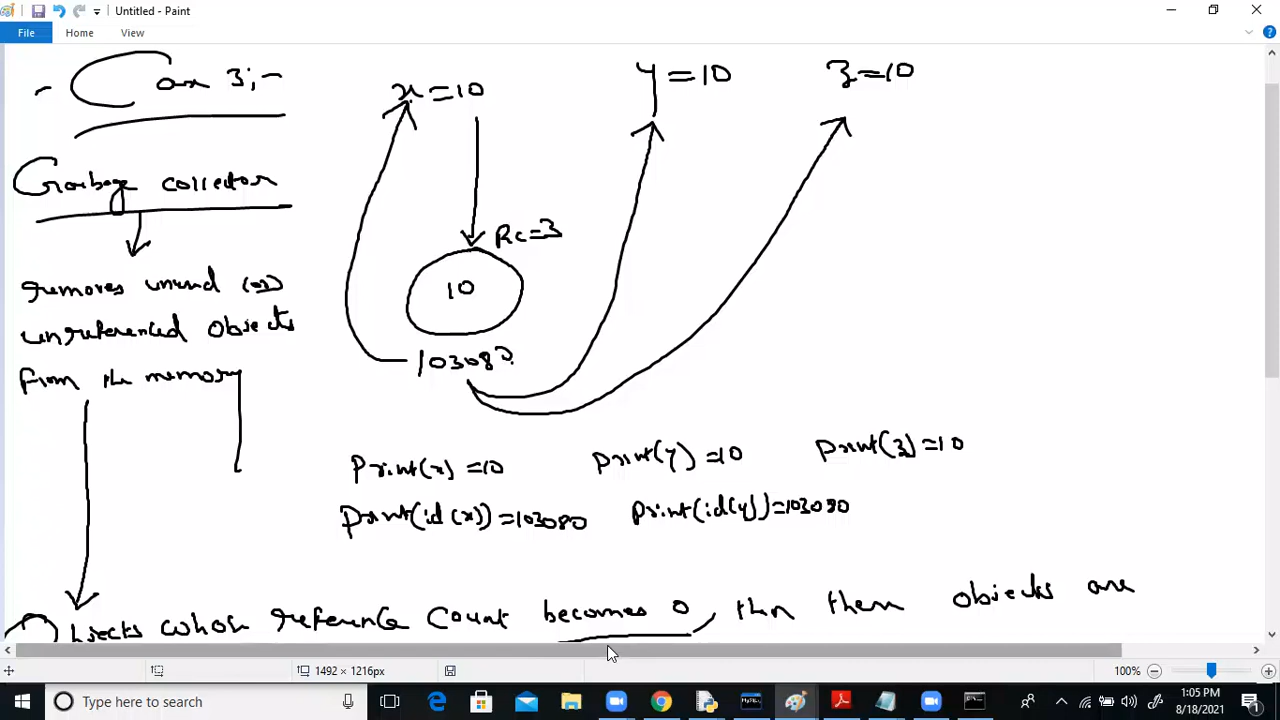 Untitled - Paint
File Home View
- Case 3:-
x = 10
y = 10
z = 10
Garbage collector
Rc=3
10
removes unused (or)
unreferenced objects
from the memory
103080
print(x) =10
print(y) =10
print(z) =10
print(id(x)) =103080
print(id(y)) =103080
Objects whose reference count becomes 0, then these objects are
1492 × 1216px
100%
Type here to search
1:05 PM
8/18/2021